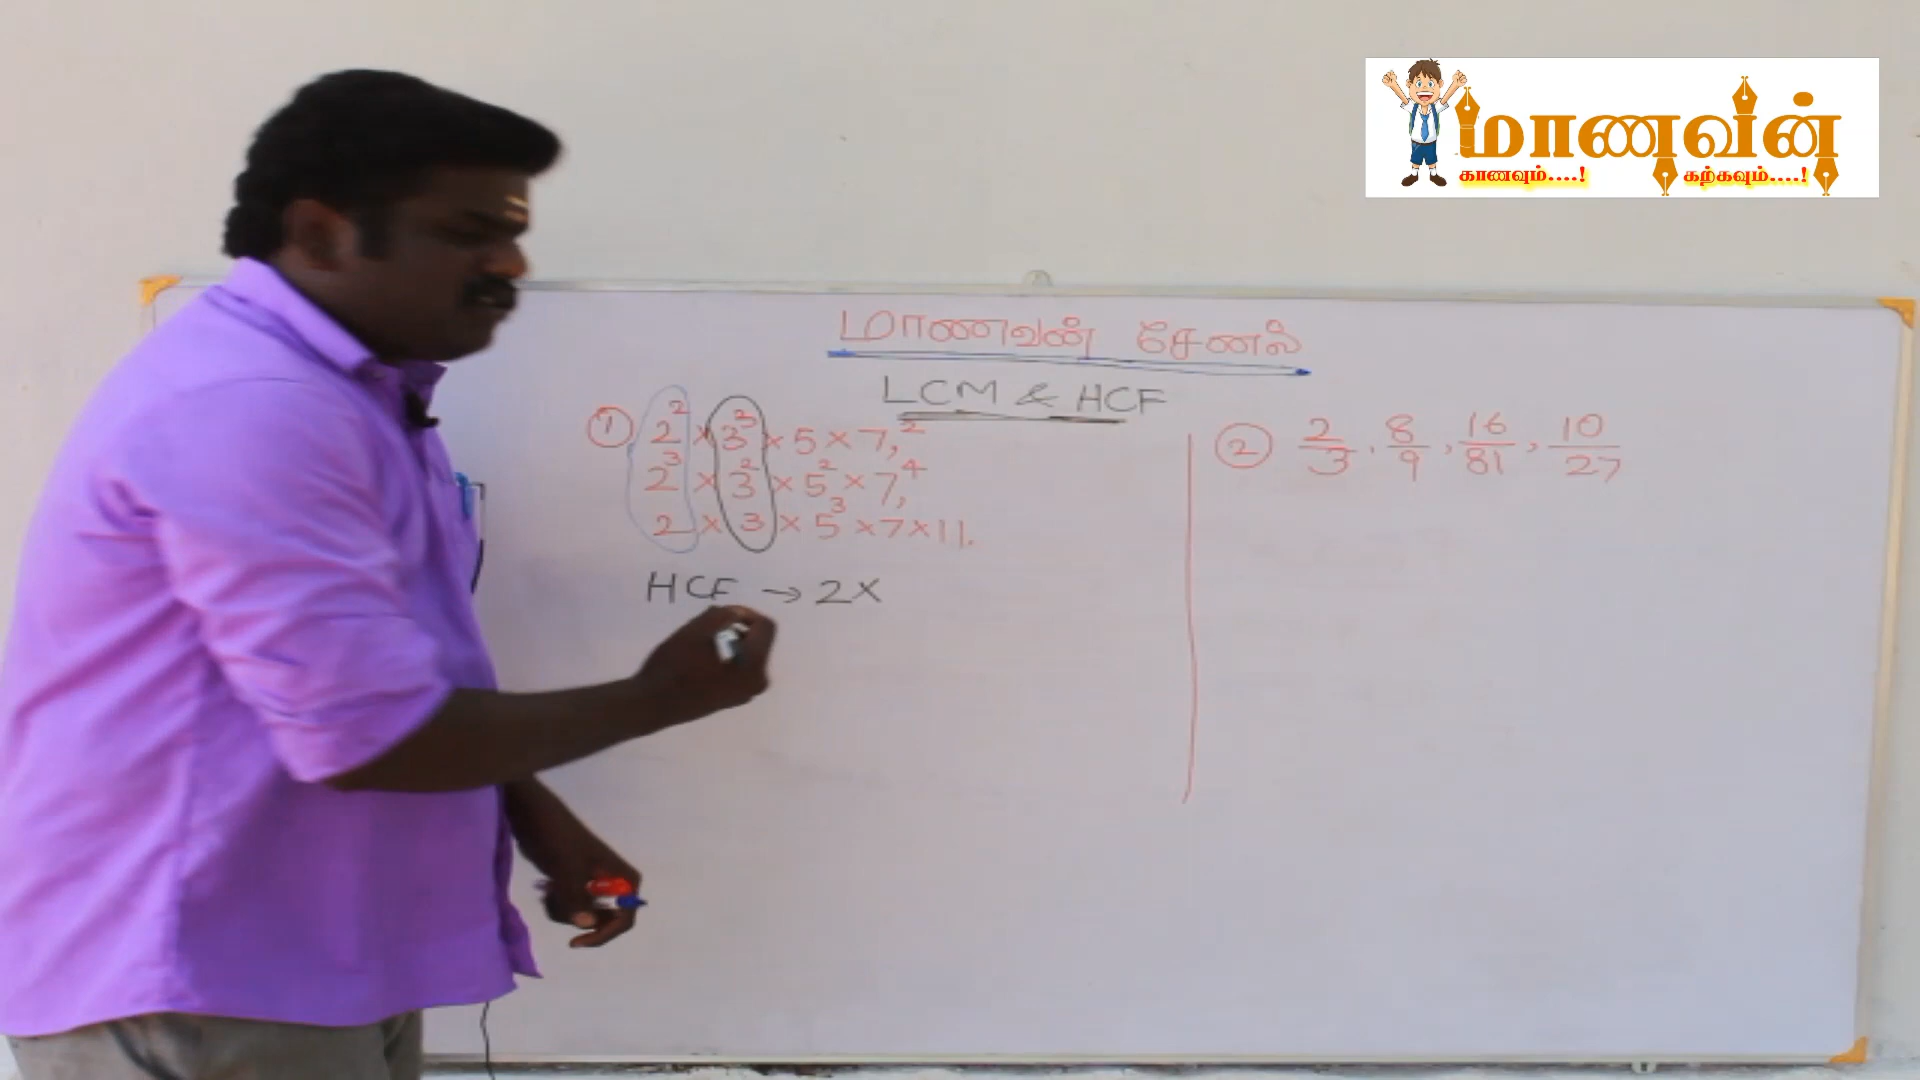 மாணவன்
காணவும்....! கற்கவும்....!
மாணவன் சேனல்
LCM & HCF
① 2² × 3³ × 5 × 7²,
2³ × 3² × 5² × 7⁴,
2 × 3 × 5³ × 7 × 11.
HCF → 2 ×
② 2/3, 8/9, 16/81, 10/27